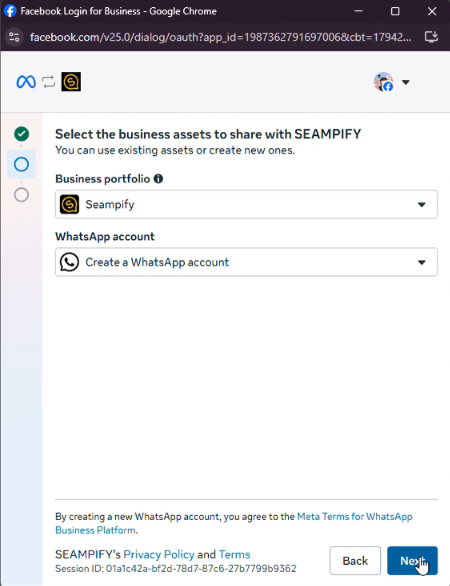 Facebook Login for Business - Google Chrome
facebook.com/v25.0/dialog/oauth?app_id=1987362791697006&cbt=17942...
Select the business assets to share with SEAMPIFY
You can use existing assets or create new ones.
Business portfolio
Seampify
WhatsApp account
Create a WhatsApp account
By creating a new WhatsApp account, you agree to the Meta Terms for WhatsApp
Business Platform.
SEAMPIFY's Privacy Policy and Terms
Session ID: 01a1c42a-bf2d-78d7-87c6-27b7799b9362
Back
Next